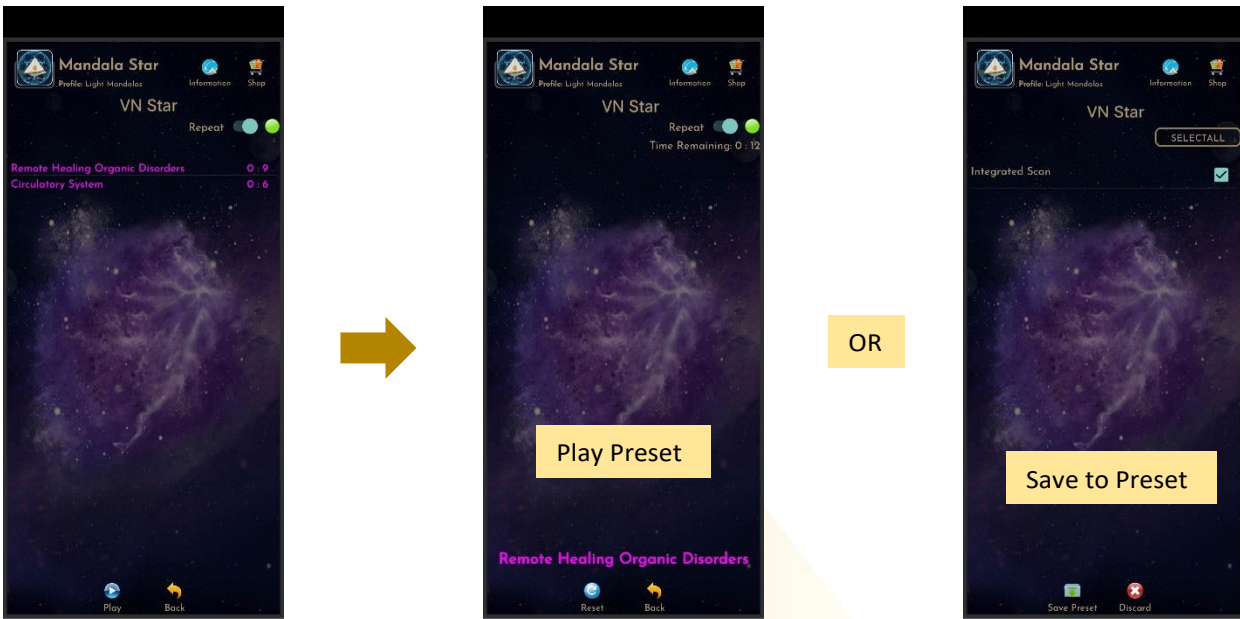 Mandala Star
Profile: Light Mandalas
Information
Shop
VN Star
Repeat
Remote Healing Organic Disorders 0 : 9
Circulatory System 0 : 6
Play
Back
Mandala Star
Profile: Light Mandalas
Information
Shop
VN Star
Repeat
Time Remaining: 0 : 12
Play Preset
Remote Healing Organic Disorders
Reset
Back
OR
Mandala Star
Profile: Light Mandalas
Information
Shop
VN Star
SELECTALL
Integrated Scan
Save to Preset
Save Preset
Discard